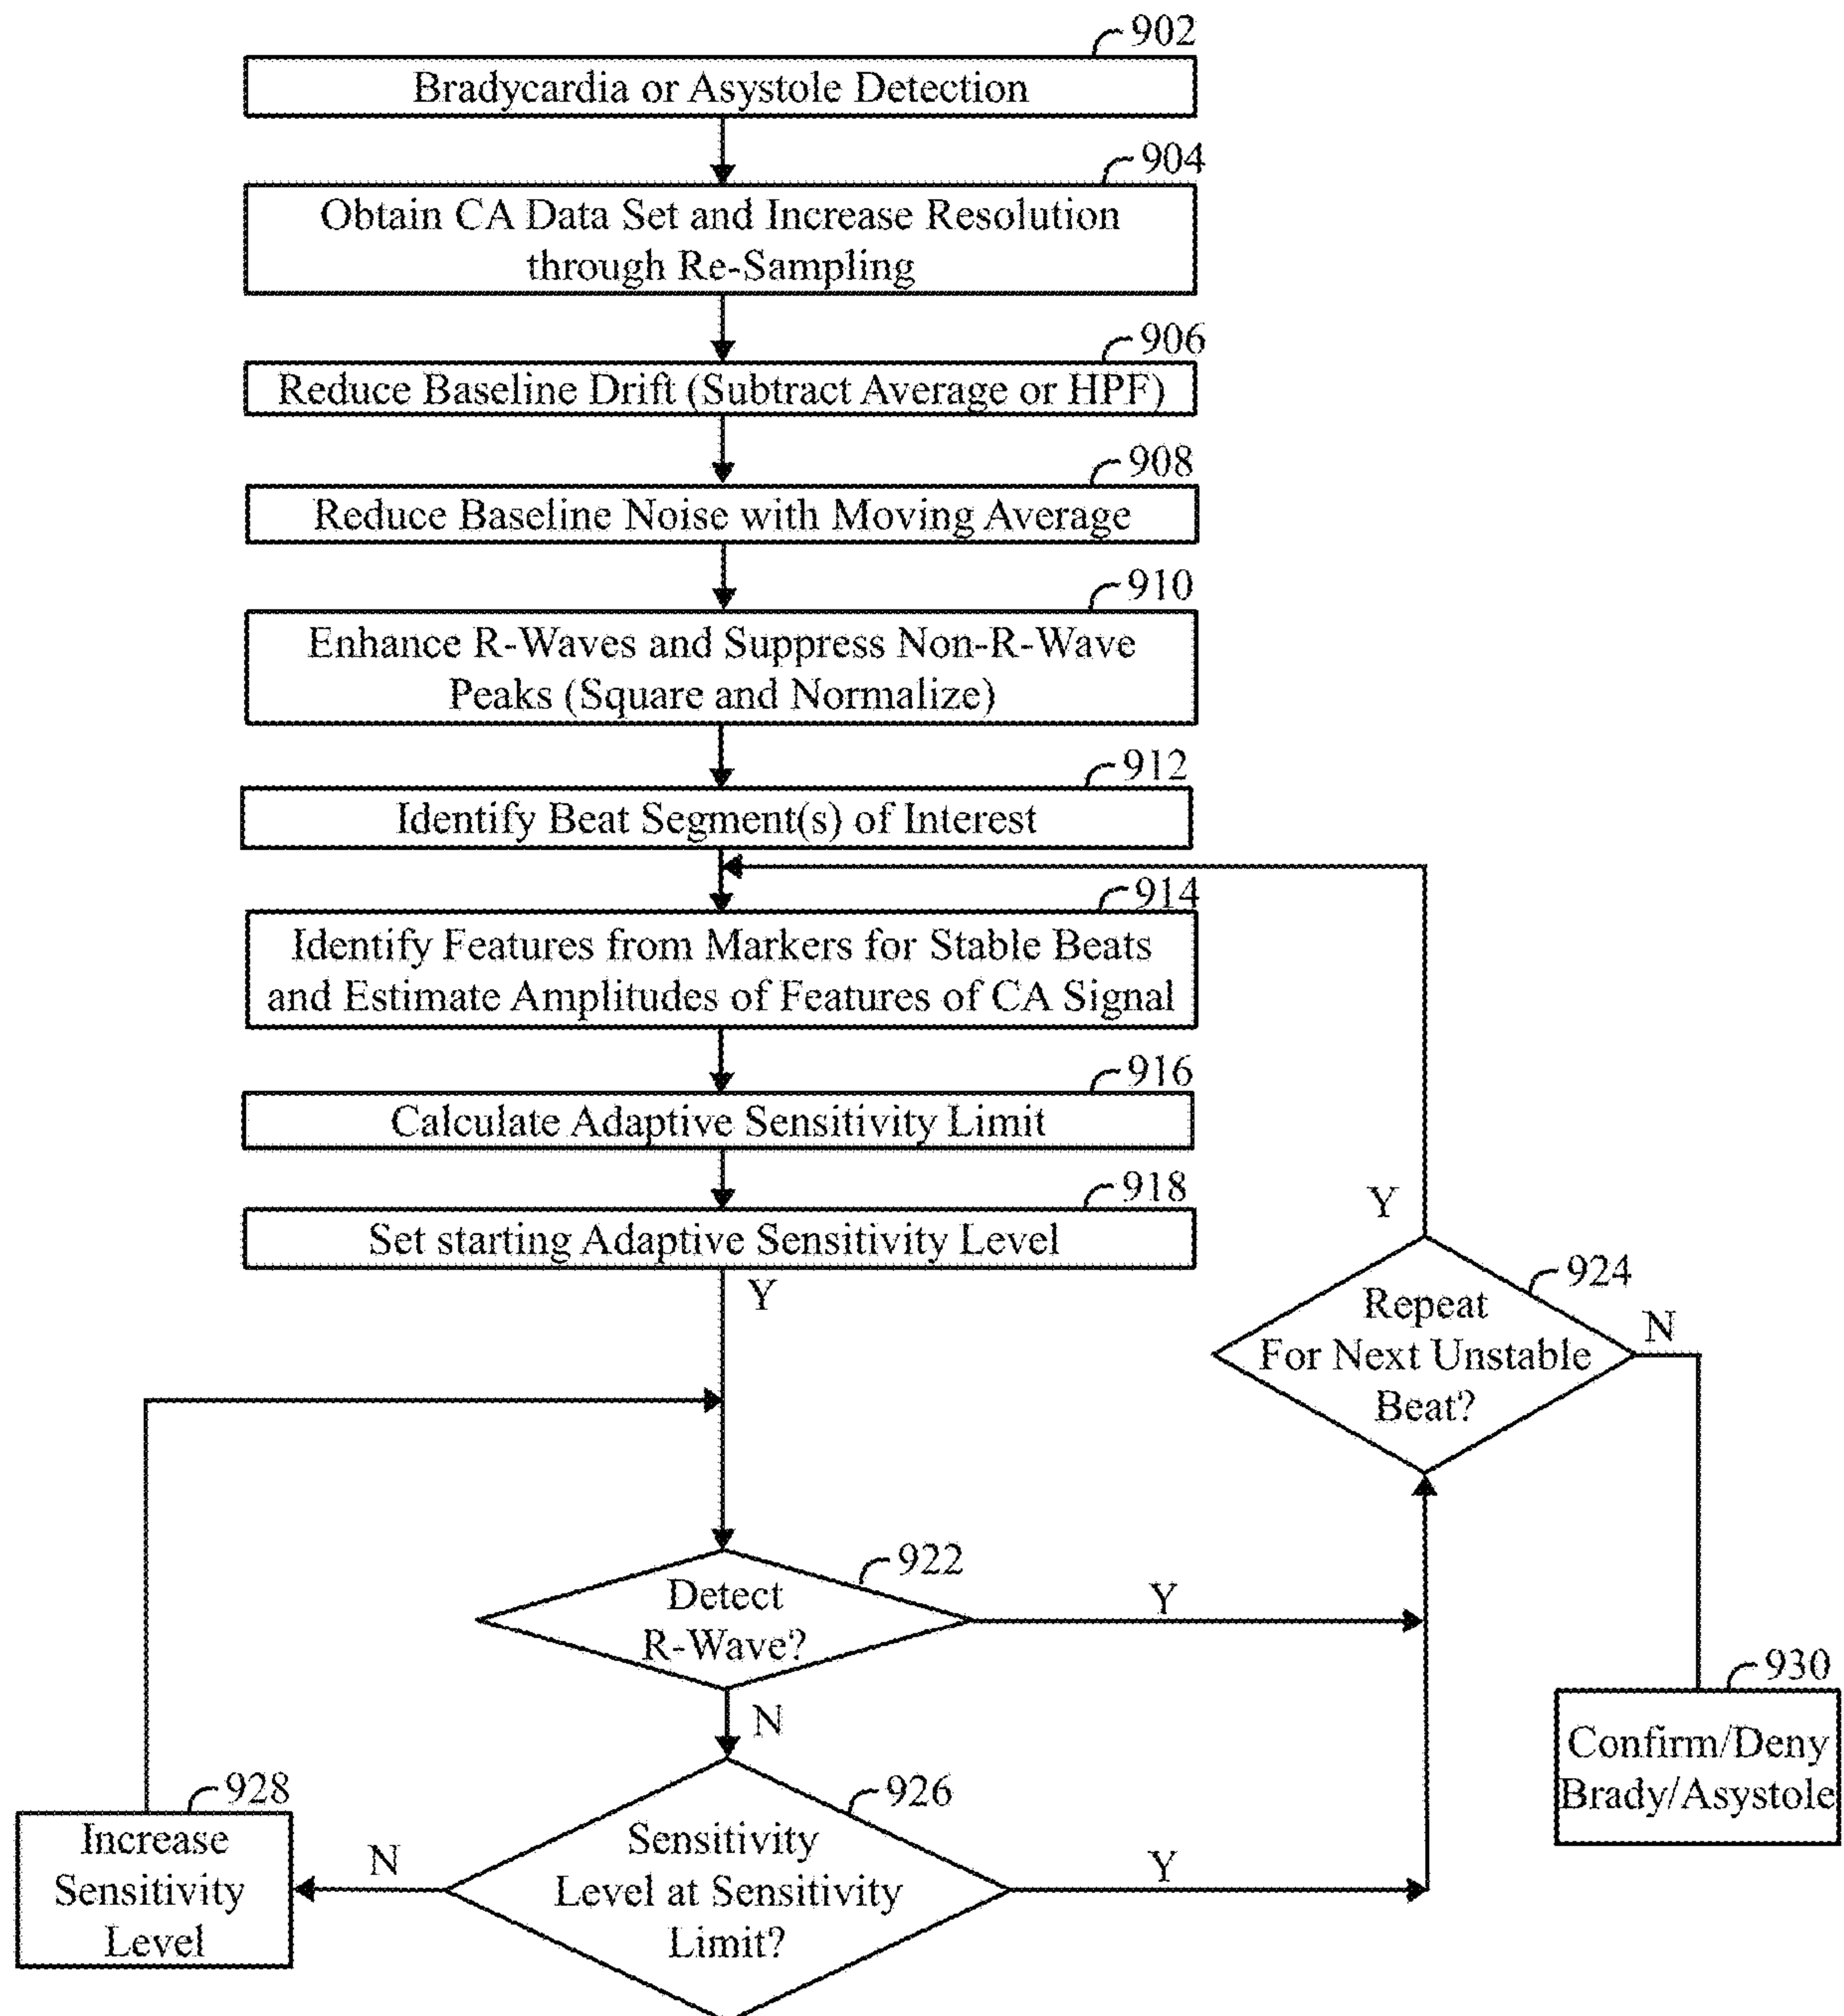 902
Bradycardia or Asystole Detection
904
Obtain CA Data Set and Increase Resolution
through Re-Sampling
906
Reduce Baseline Drift (Subtract Average or HPF)
908
Reduce Baseline Noise with Moving Average
910
Enhance R-Waves and Suppress Non-R-Wave
Peaks (Square and Normalize)
912
Identify Beat Segment(s) of Interest
914
Identify Features from Markers for Stable Beats
and Estimate Amplitudes of Features of CA Signal
916
Calculate Adaptive Sensitivity Limit
918
Set starting Adaptive Sensitivity Level
Y
Y
924
Repeat
For Next Unstable
Beat?
N
922
Detect
R-Wave?
Y
N
930
Confirm/Deny
Brady/Asystole
928
Increase
Sensitivity
Level
N
926
Sensitivity
Level at Sensitivity
Limit?
Y